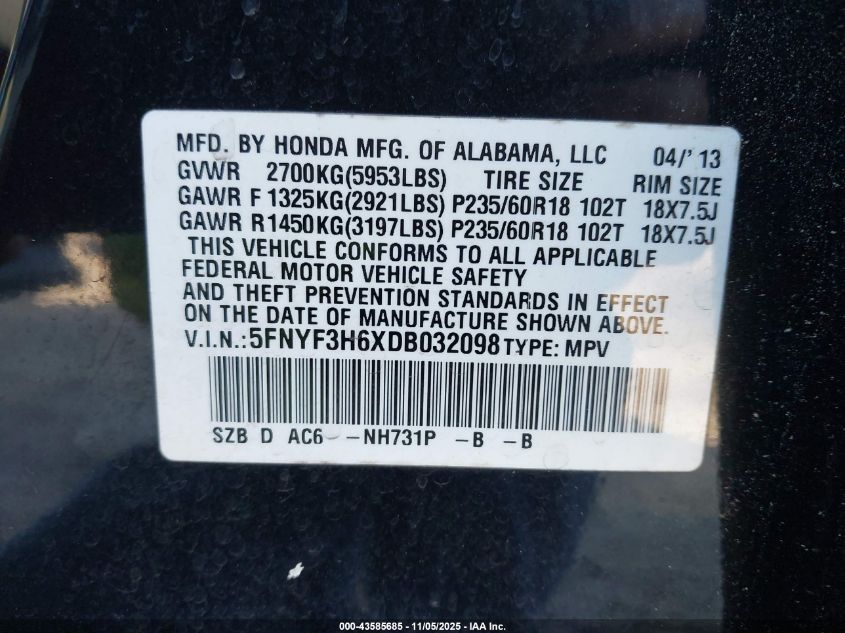 MFD. BY HONDA MFG. OF ALABAMA, LLC 04/'13
GVWR 2700KG(5953LBS) TIRE SIZE RIM SIZE
GAWR F 1325KG(2921LBS) P235/60R18 102T 18X7.5J
GAWR R1450KG(3197LBS) P235/60R18 102T 18X7.5J
THIS VEHICLE CONFORMS TO ALL APPLICABLE
FEDERAL MOTOR VEHICLE SAFETY
AND THEFT PREVENTION STANDARDS IN EFFECT
ON THE DATE OF MANUFACTURE SHOWN ABOVE.
V.I.N.:5FNYF3H6XDB032098 TYPE: MPV
SZB D AC6 -NH731P -B -B
000-43585685 - 11/05/2025 - IAA Inc.